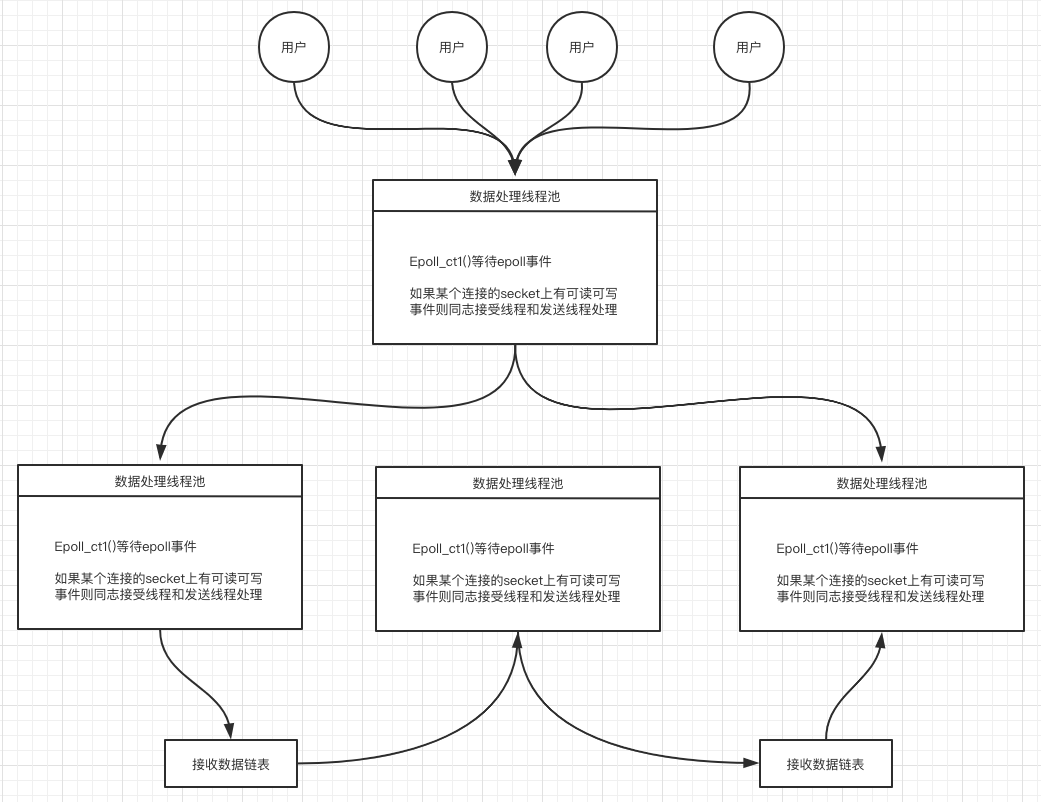 用户
用户
用户
用户
数据处理线程池
Epoll_ct1()等待epoll事件
如果某个连接的secket上有可读可写
事件则同志接受线程和发送线程处理
数据处理线程池
Epoll_ct1()等待epoll事件
如果某个连接的secket上有可读可写
事件则同志接受线程和发送线程处理
数据处理线程池
Epoll_ct1()等待epoll事件
如果某个连接的secket上有可读可写
事件则同志接受线程和发送线程处理
数据处理线程池
Epoll_ct1()等待epoll事件
如果某个连接的secket上有可读可写
事件则同志接受线程和发送线程处理
接收数据链表
接收数据链表